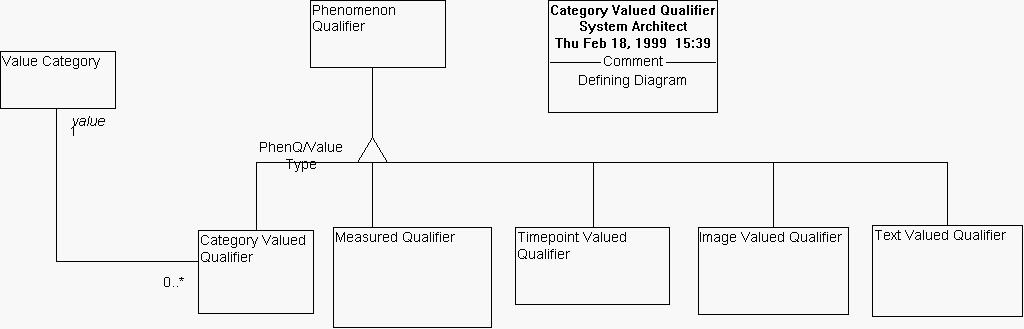 Phenomenon
Qualifier
Category Valued Qualifier
System Architect
Thu Feb 18, 1999 15:39
Comment
Defining Diagram
Value Category
value
1
PhenQ/Value
Type
Category Valued
Qualifier
Measured Qualifier
Timepoint Valued
Qualifier
Image Valued Qualifier
Text Valued Qualifier
0..*